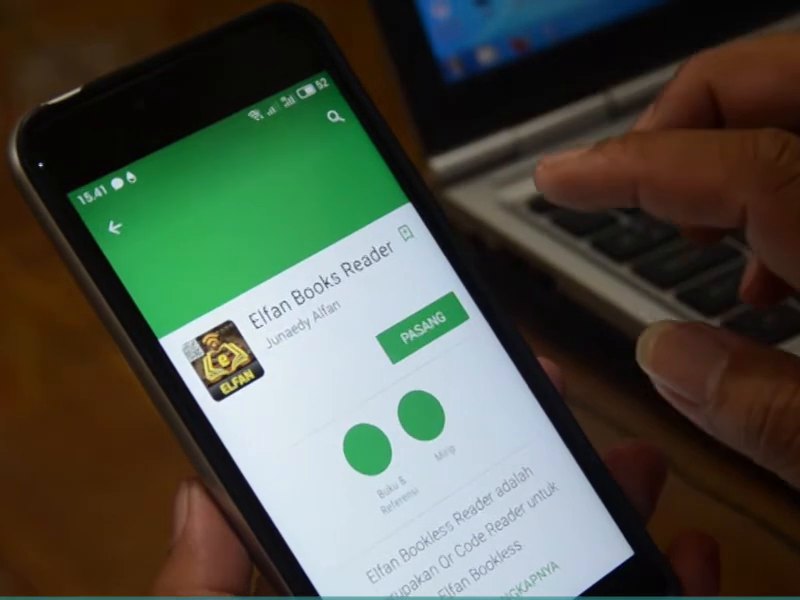 15.41
52
Elfan Books Reader
Junaedy Alfan
PASANG
ELFAN
Buku &
Referensi
Mirip
Elfan Bookless Reader adalah
Qr Code Reader untuk
Elfan Bookless